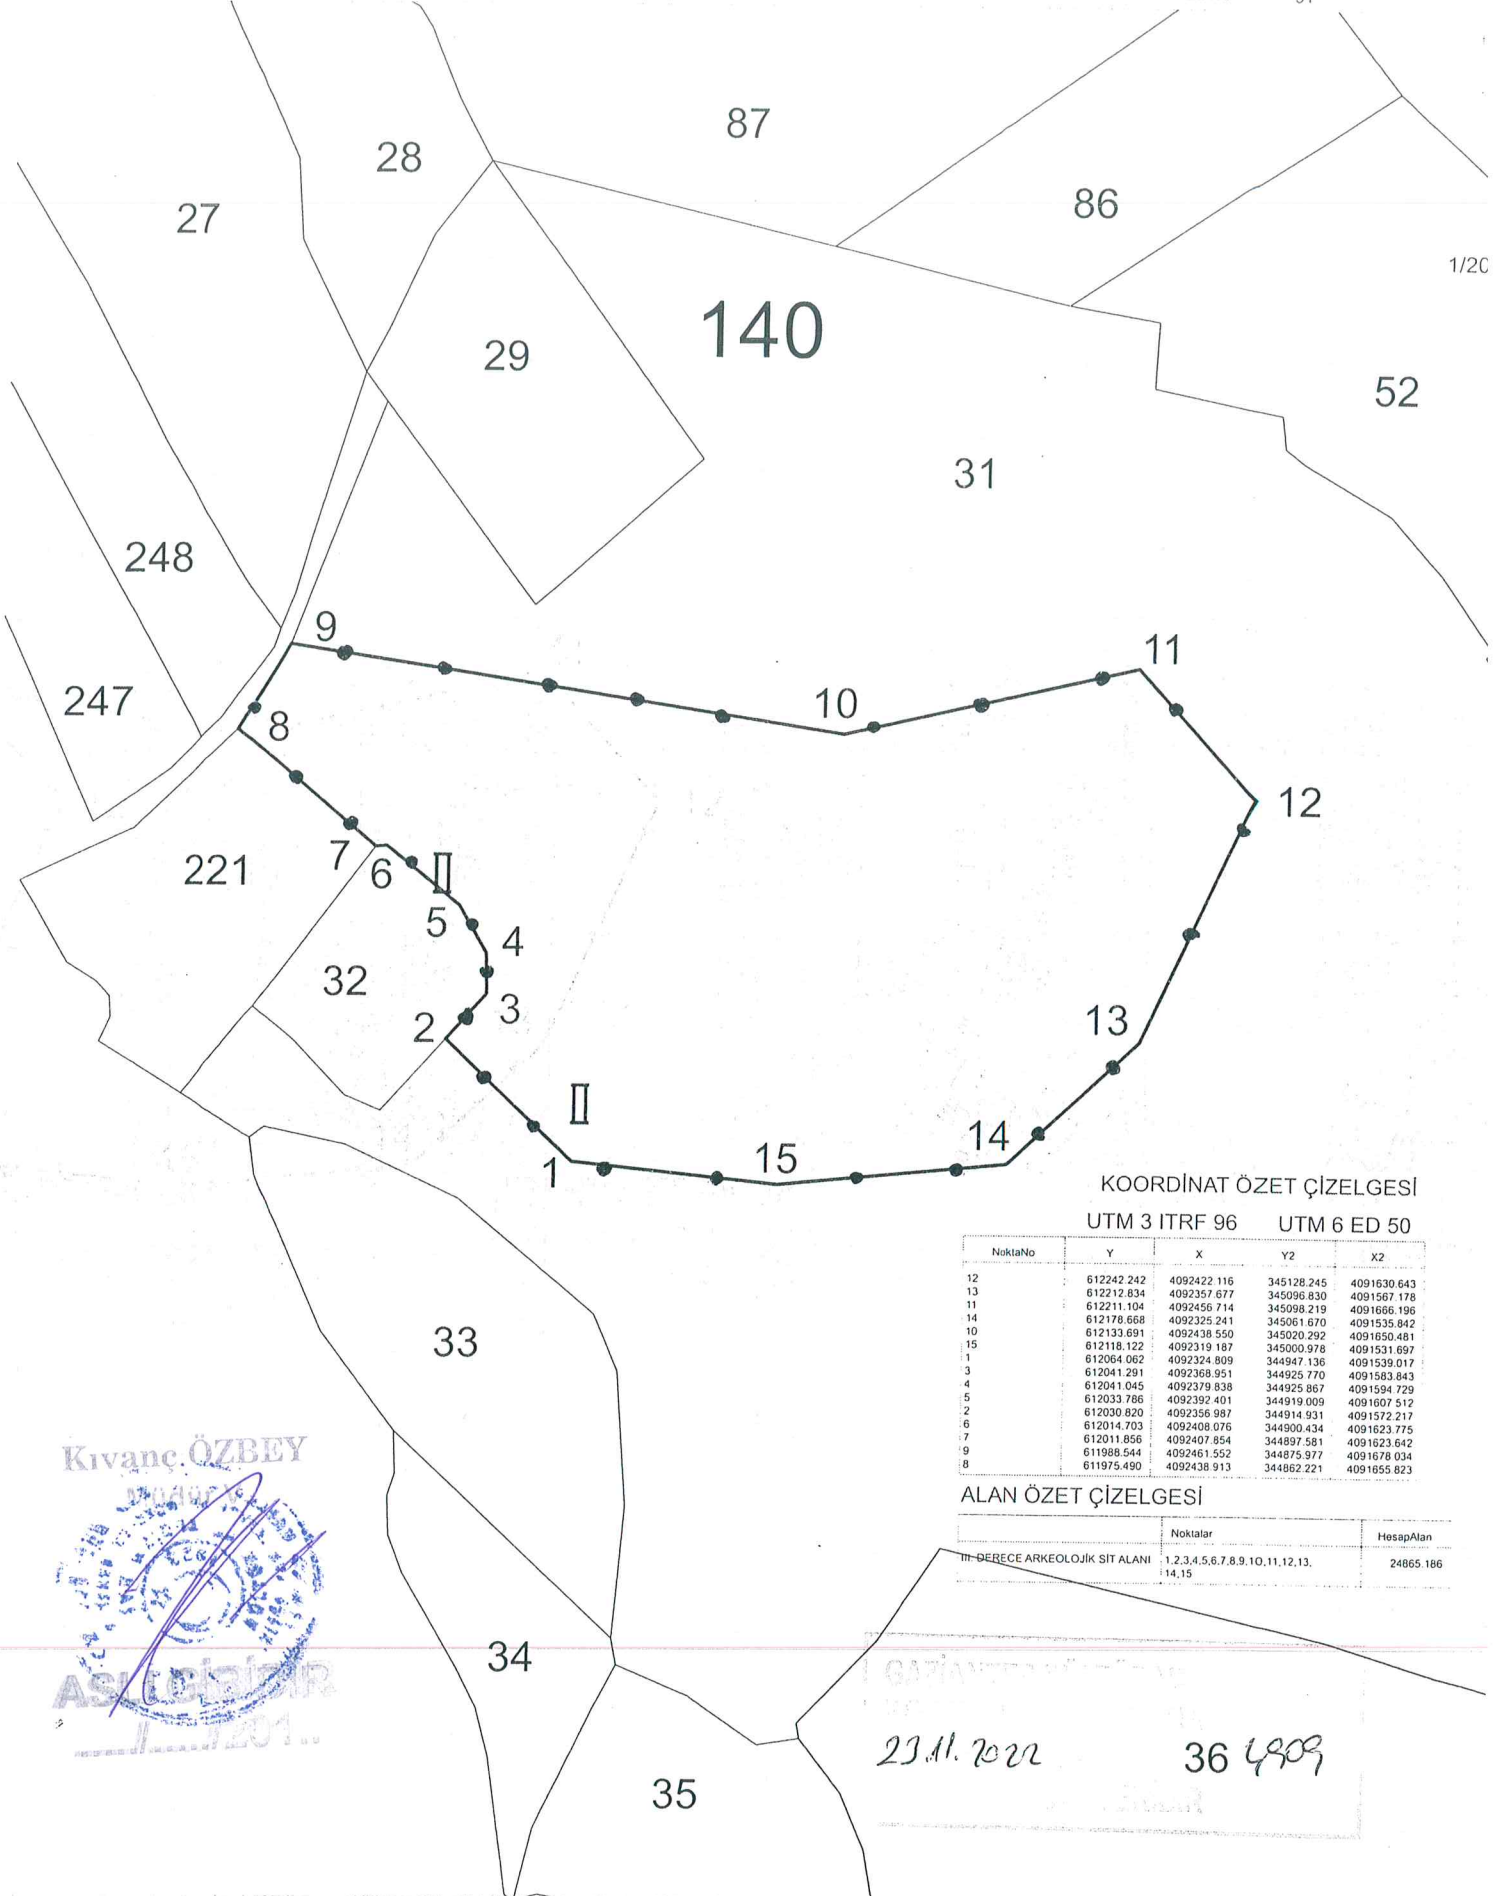 87
28
86
27
1/20
140
29
52
31
248
9
11
247
10
8
12
7
6
II
221
5
4
32
3
2
13
II
14
1
15
KOORDİNAT ÖZET ÇİZELGESİ
UTM 3 ITRF 96 UTM 6 ED 50
NoktaNo Y X Y2 X2
12 612242.242 4092422.116 345128.245 4091630.643
13 612212.834 4092357.677 345096.830 4091567.178
11 612211.104 4092456.714 345098.219 4091666.196
14 612178.668 4092325.241 345061.670 4091535.842
10 612133.691 4092438.550 345020.292 4091650.481
15 612118.122 4092319.187 345000.978 4091531.697
1 612064.062 4092324.809 344947.136 4091539.017
3 612041.291 4092368.951 344925.770 4091583.843
4 612041.045 4092379.838 344925.867 4091594.729
5 612033.786 4092392.401 344919.009 4091607.512
2 612030.820 4092356.987 344914.931 4091572.217
6 612014.703 4092408.076 344900.434 4091623.775
7 612011.856 4092407.854 344897.581 4091623.642
9 611988.544 4092461.552 344875.977 4091678.034
8 611975.490 4092438.913 344862.221 4091655.823
33
ALAN ÖZET ÇİZELGESİ
Noktalar HesapAlan
III. DERECE ARKEOLOJİK SİT ALANI 1,2,3,4,5,6,7,8,9,10,11,12,13, 24865.186
14,15
Kıvanç ÖZBEY
Müdür V.
ASLI GİBİDİR
...../...../201..
34
23.11.2022 36 4909
35